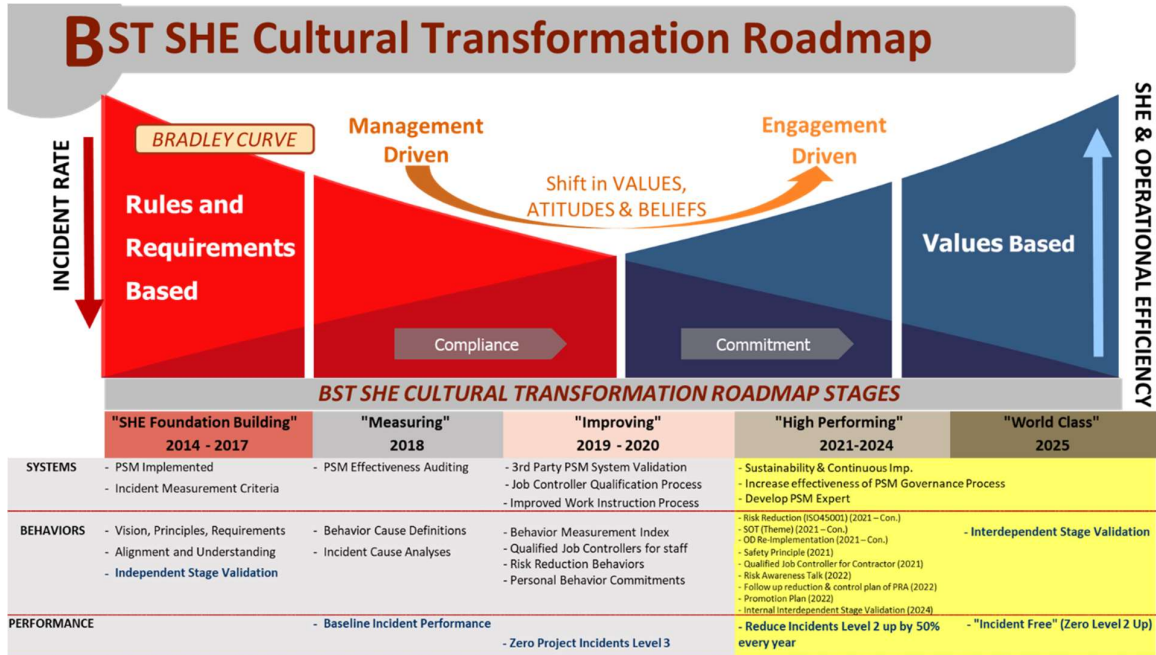 BST SHE Cultural Transformation Roadmap
BRADLEY CURVE
INCIDENT RATE
Rules and
Requirements
Based
Management
Driven
Shift in VALUES,
ATITUDES & BELIEFS
Engagement
Driven
Values Based
SHE & OPERATIONAL EFFICIENCY
Compliance
Commitment
BST SHE CULTURAL TRANSFORMATION ROADMAP STAGES
"SHE Foundation Building"
2014 - 2017
"Measuring"
2018
"Improving"
2019 - 2020
"High Performing"
2021-2024
"World Class"
2025
SYSTEMS
- PSM Implemented
- Incident Measurement Criteria
- PSM Effectiveness Auditing
- 3rd Party PSM System Validation
- Job Controller Qualification Process
- Improved Work Instruction Process
- Sustainability & Continuous Imp.
- Increase effectiveness of PSM Governance Process
- Develop PSM Expert
BEHAVIORS
- Vision, Principles, Requirements
- Alignment and Understanding
- Independent Stage Validation
- Behavior Cause Definitions
- Incident Cause Analyses
- Behavior Measurement Index
- Qualified Job Controllers for staff
- Risk Reduction Behaviors
- Personal Behavior Commitments
- Risk Reduction (ISO45001) (2021 – Con.)
- SOT (Theme) (2021 – Con.)
- OD Re-Implementation (2021 – Con.)
- Safety Principle (2021)
- Qualified Job Controller for Contractor (2021)
- Risk Awareness Talk (2022)
- Follow up reduction & control plan of PRA (2022)
- Promotion Plan (2022)
- Internal Interdependent Stage Validation (2024)
- Interdependent Stage Validation
PERFORMANCE
- Baseline Incident Performance
- Zero Project Incidents Level 3
- Reduce Incidents Level 2 up by 50%
every year
- "Incident Free" (Zero Level 2 Up)